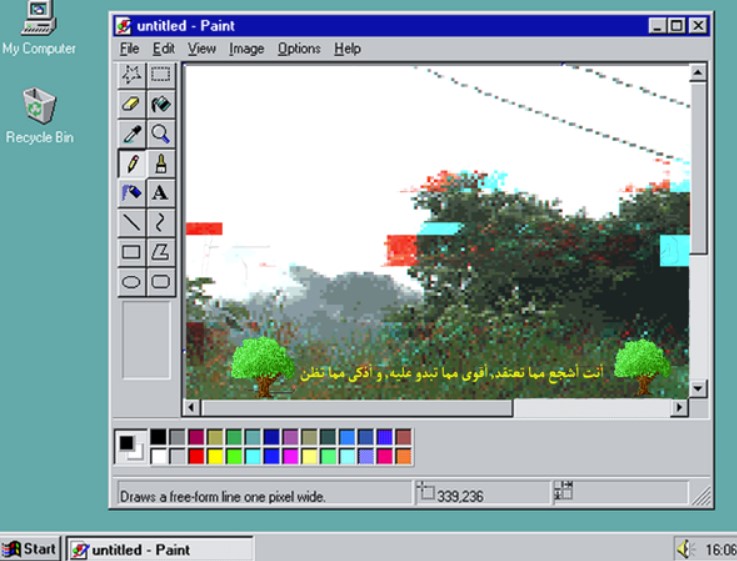 My Computer
Recycle Bin
untitled - Paint
File Edit View Image Options Help
A
أنت أشجع مما تعتقد, أقوى مما تبدو عليه, و أذكى مما تظن
Draws a free-form line one pixel wide.
339,236
Start
untitled - Paint
16:06